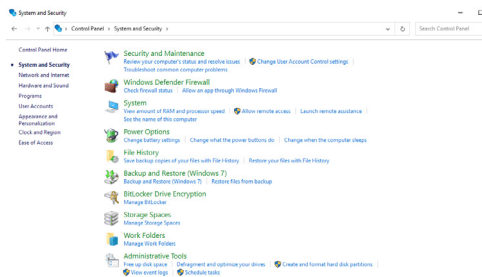 System and Security
Control Panel > System and Security >
Search Control Panel
Control Panel Home
System and Security
Network and Internet
Hardware and Sound
Programs
User Accounts
Appearance and
Personalization
Clock and Region
Ease of Access
Security and Maintenance
Review your computer's status and resolve issues | Change User Account Control settings |
Troubleshoot common computer problems
Windows Defender Firewall
Check firewall status | Allow an app through Windows Firewall
System
View amount of RAM and processor speed | Allow remote access | Launch remote assistance |
See the name of this computer
Power Options
Change battery settings | Change what the power buttons do | Change when the computer sleeps
File History
Save backup copies of your files with File History | Restore your files with File History
Backup and Restore (Windows 7)
Backup and Restore (Windows 7) | Restore files from backup
BitLocker Drive Encryption
Manage BitLocker
Storage Spaces
Manage Storage Spaces
Work Folders
Manage Work Folders
Administrative Tools
Free up disk space | Defragment and optimize your drives | Create and format hard disk partitions |
View event logs | Schedule tasks